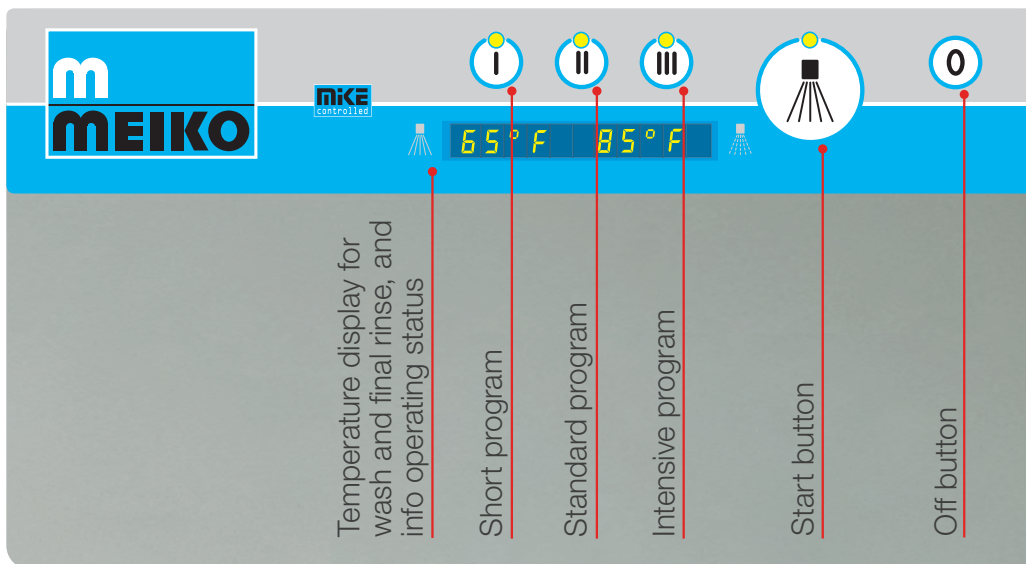 m
MEIKO
MIKE
controlled
I
II
III
0
65°F 85°F
Temperature display for
wash and final rinse, and
info operating status
Short program
Standard program
Intensive program
Start button
Off button